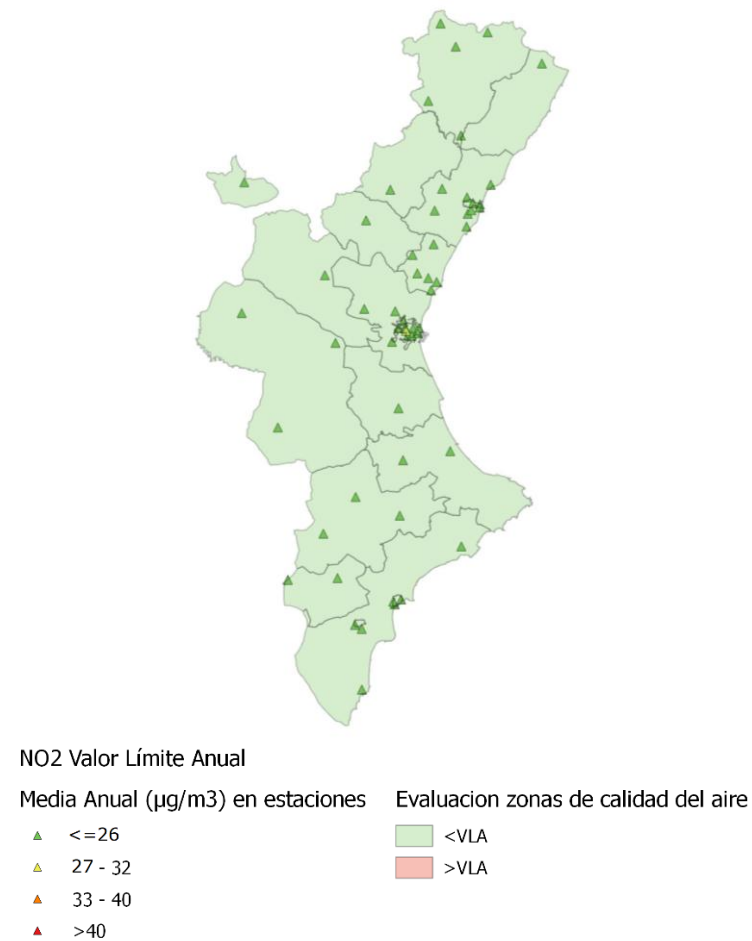 NO2 Valor Límite Anual
Media Anual (µg/m3) en estaciones
<=26
27 - 32
33 - 40
>40
Evaluacion zonas de calidad del aire
<VLA
>VLA